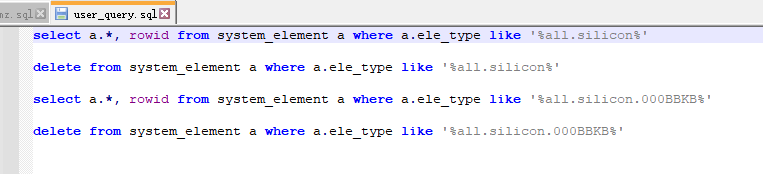 mr.sql
user_query.sql
select a.*, rowid from system_element a where a.ele_type like '%all.silicon%'
delete from system_element a where a.ele_type like '%all.silicon%'
select a.*, rowid from system_element a where a.ele_type like '%all.silicon.000BBKB%'
delete from system_element a where a.ele_type like '%all.silicon.000BBKB%'